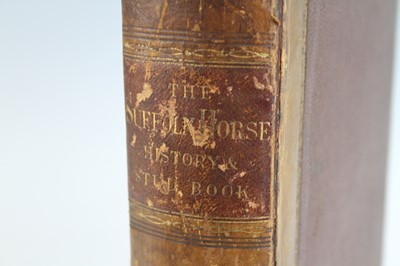 THE
SUFFOLK HORSE
HISTORY &
STUD BOOK